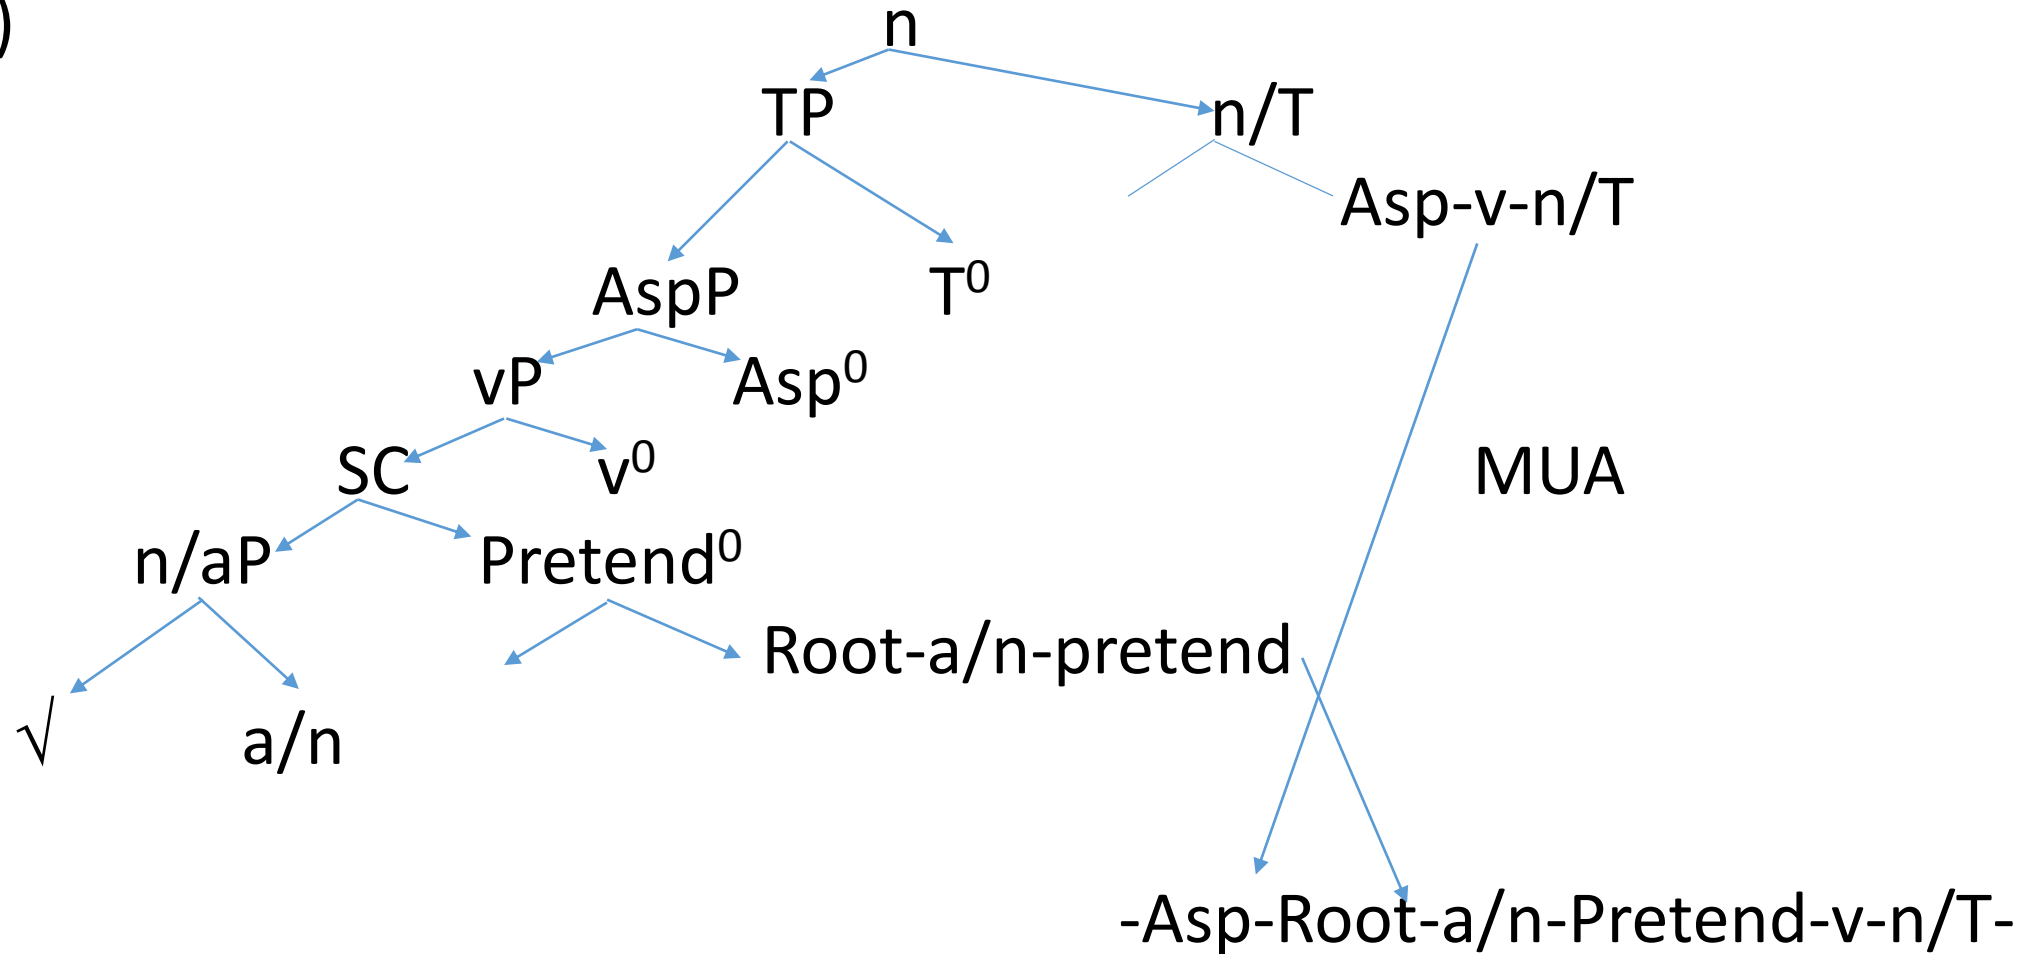 )
n
TP
n/T
Asp-v-n/T
AspP
T⁰
vP
Asp⁰
SC
v⁰
MUA
n/aP
Pretend⁰
Root-a/n-pretend
√
a/n
-Asp-Root-a/n-Pretend-v-n/T-